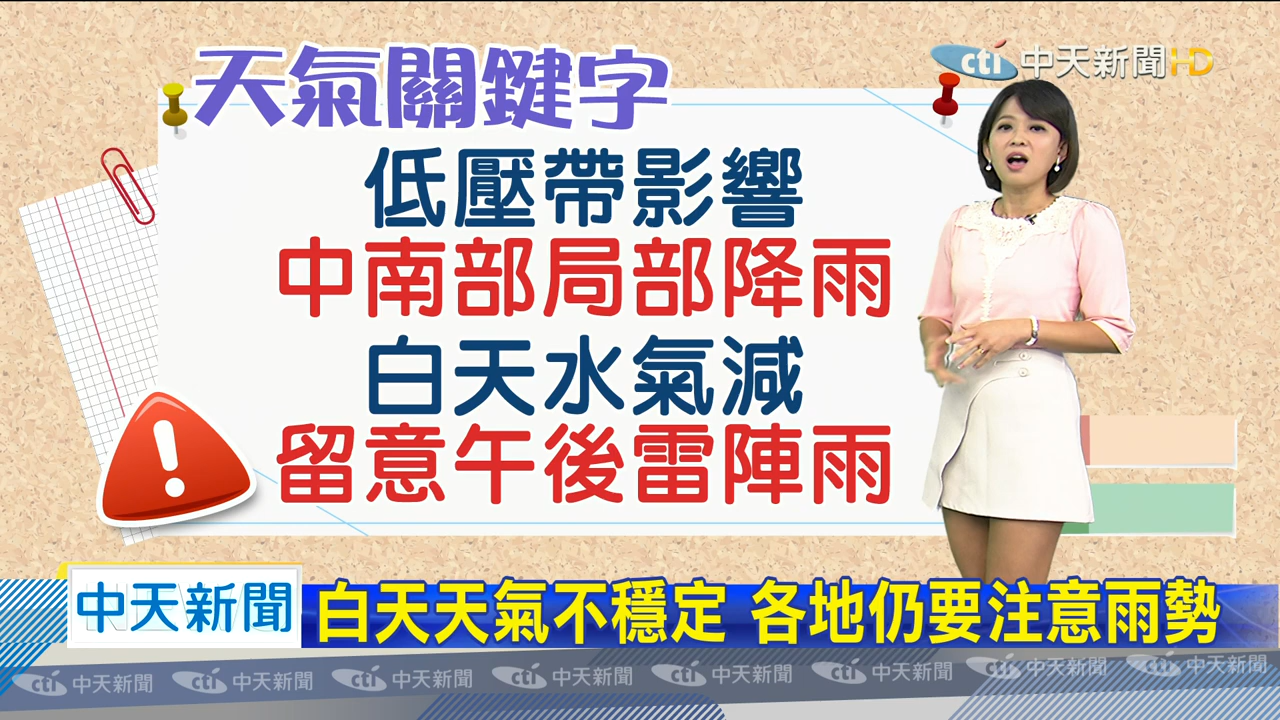 天氣關鍵字
cti 中天新聞HD
低壓帶影響
中南部局部降雨
白天水氣減
留意午後雷陣雨
中天新聞
白天天氣不穩定 各地仍要注意雨勢
cti 中天新聞 cti 中天新聞 cti 中天新聞 cti 中天新聞 cti 中天新聞 cti 中天新聞 cti 中天新聞 cti 中天新聞